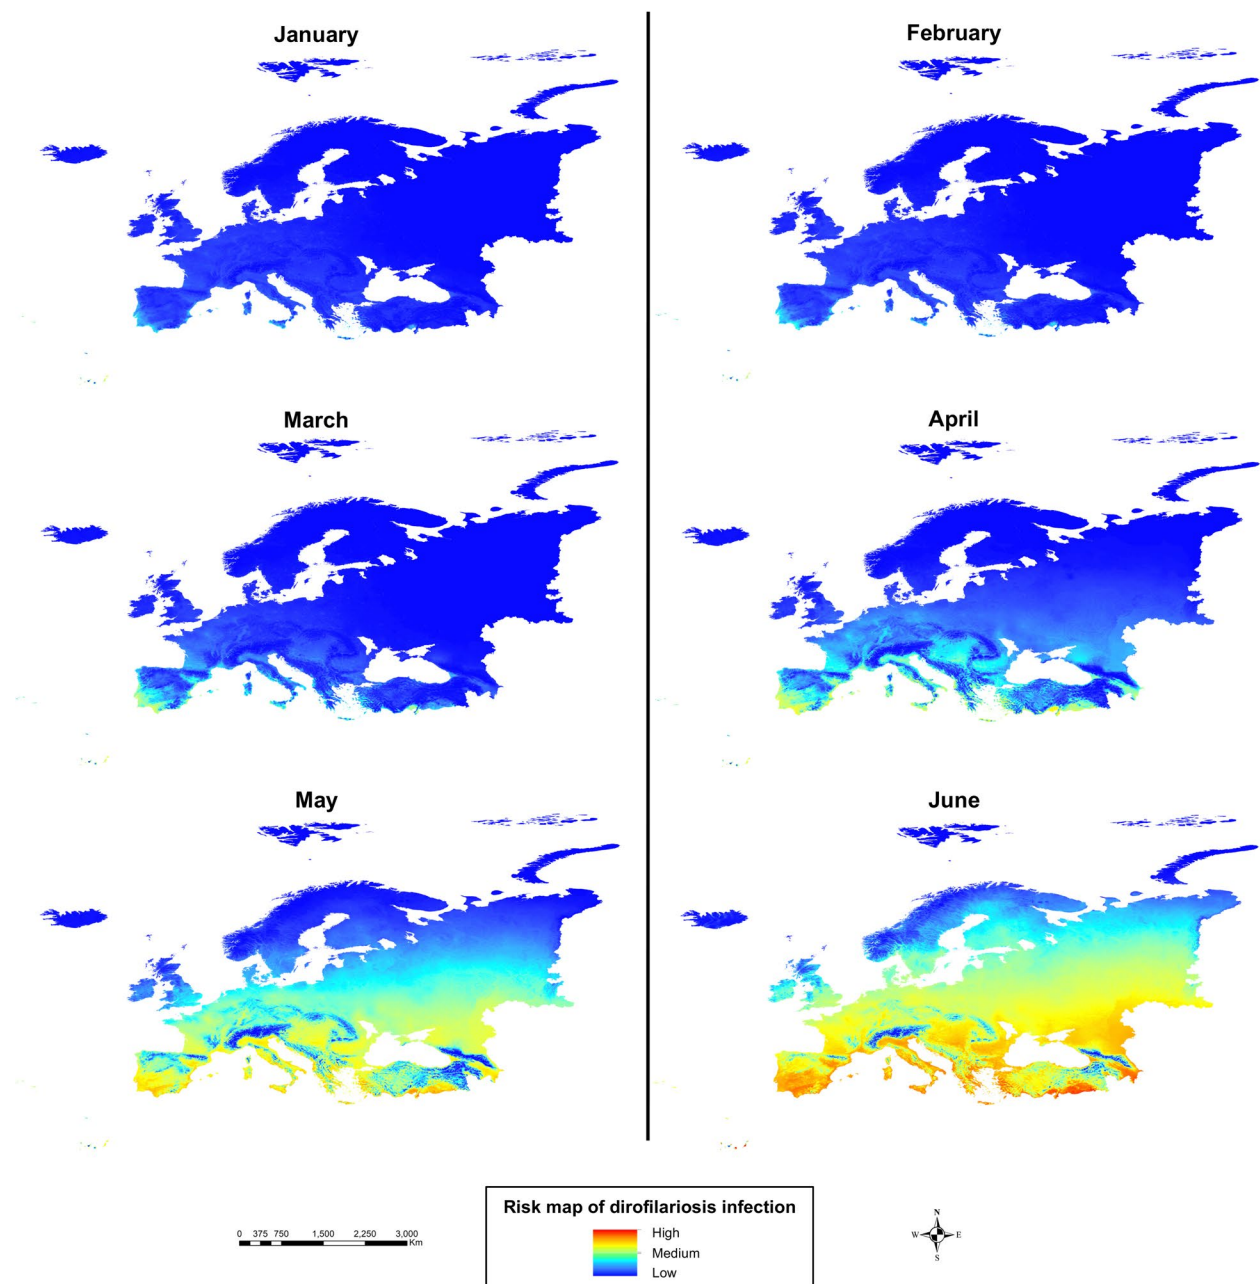 January
February
March
April
May
June
Risk map of dirofilariosis infection
High
Medium
Low
0 375 750 1,500 2,250 3,000
Km
N
W E
S